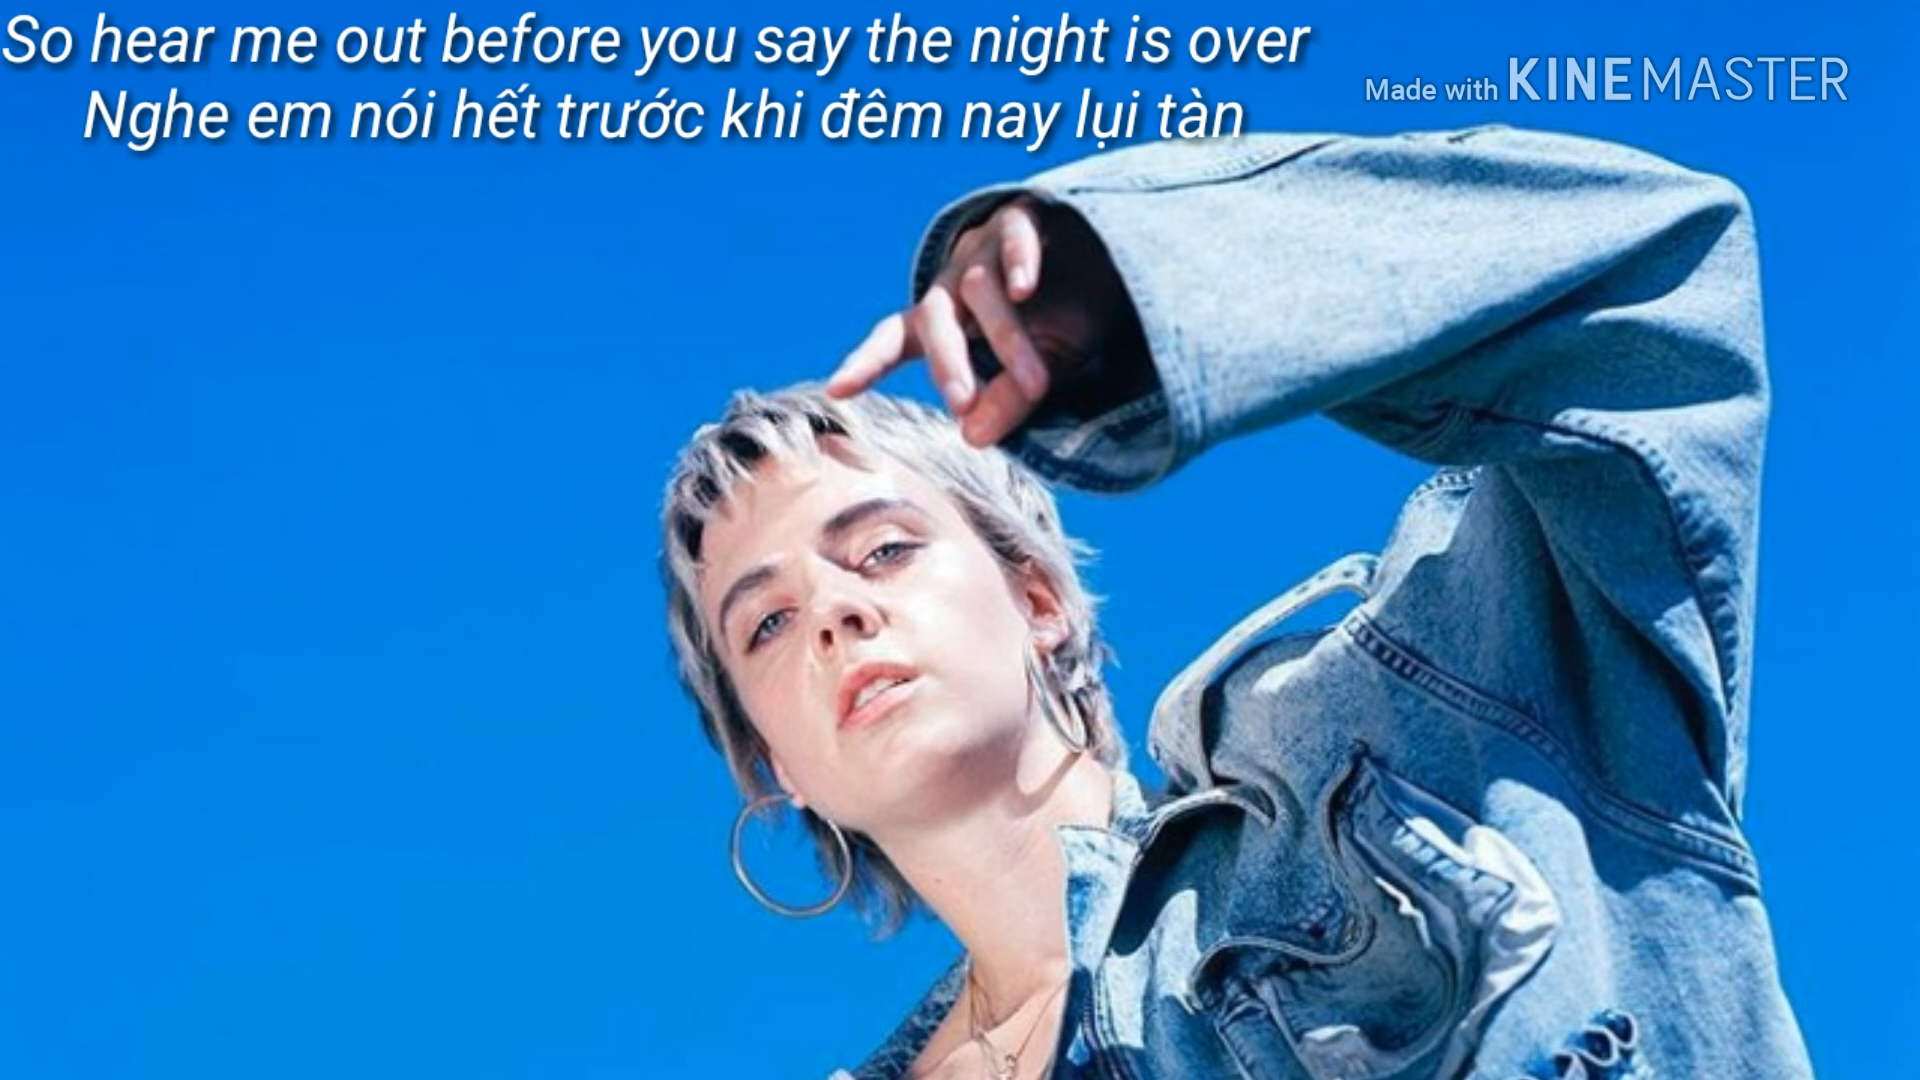 So hear me out before you say the night is over
Nghe em nói hết trước khi đêm nay lụi tàn
Made with KINEMASTER